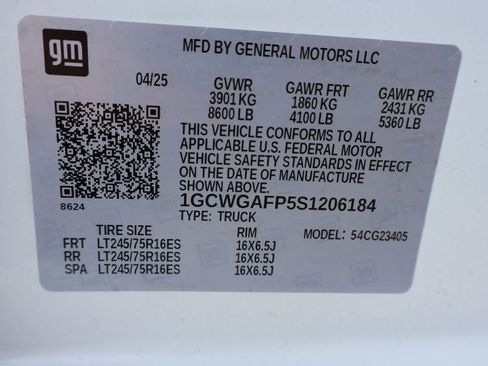 gm
MFD BY GENERAL MOTORS LLC
04/25 GVWR GAWR FRT GAWR RR
3901 KG 1860 KG 2431 KG
8600 LB 4100 LB 5360 LB
THIS VEHICLE CONFORMS TO ALL
APPLICABLE U.S. FEDERAL MOTOR
VEHICLE SAFETY STANDARDS IN EFFECT
ON THE DATE OF MANUFACTURE
SHOWN ABOVE.
8624 1GCWGAFP5S1206184
TYPE: TRUCK
TIRE SIZE RIM MODEL: 54CG23405
FRT LT245/75R16ES 16X6.5J
RR LT245/75R16ES 16X6.5J
SPA LT245/75R16ES 16X6.5J